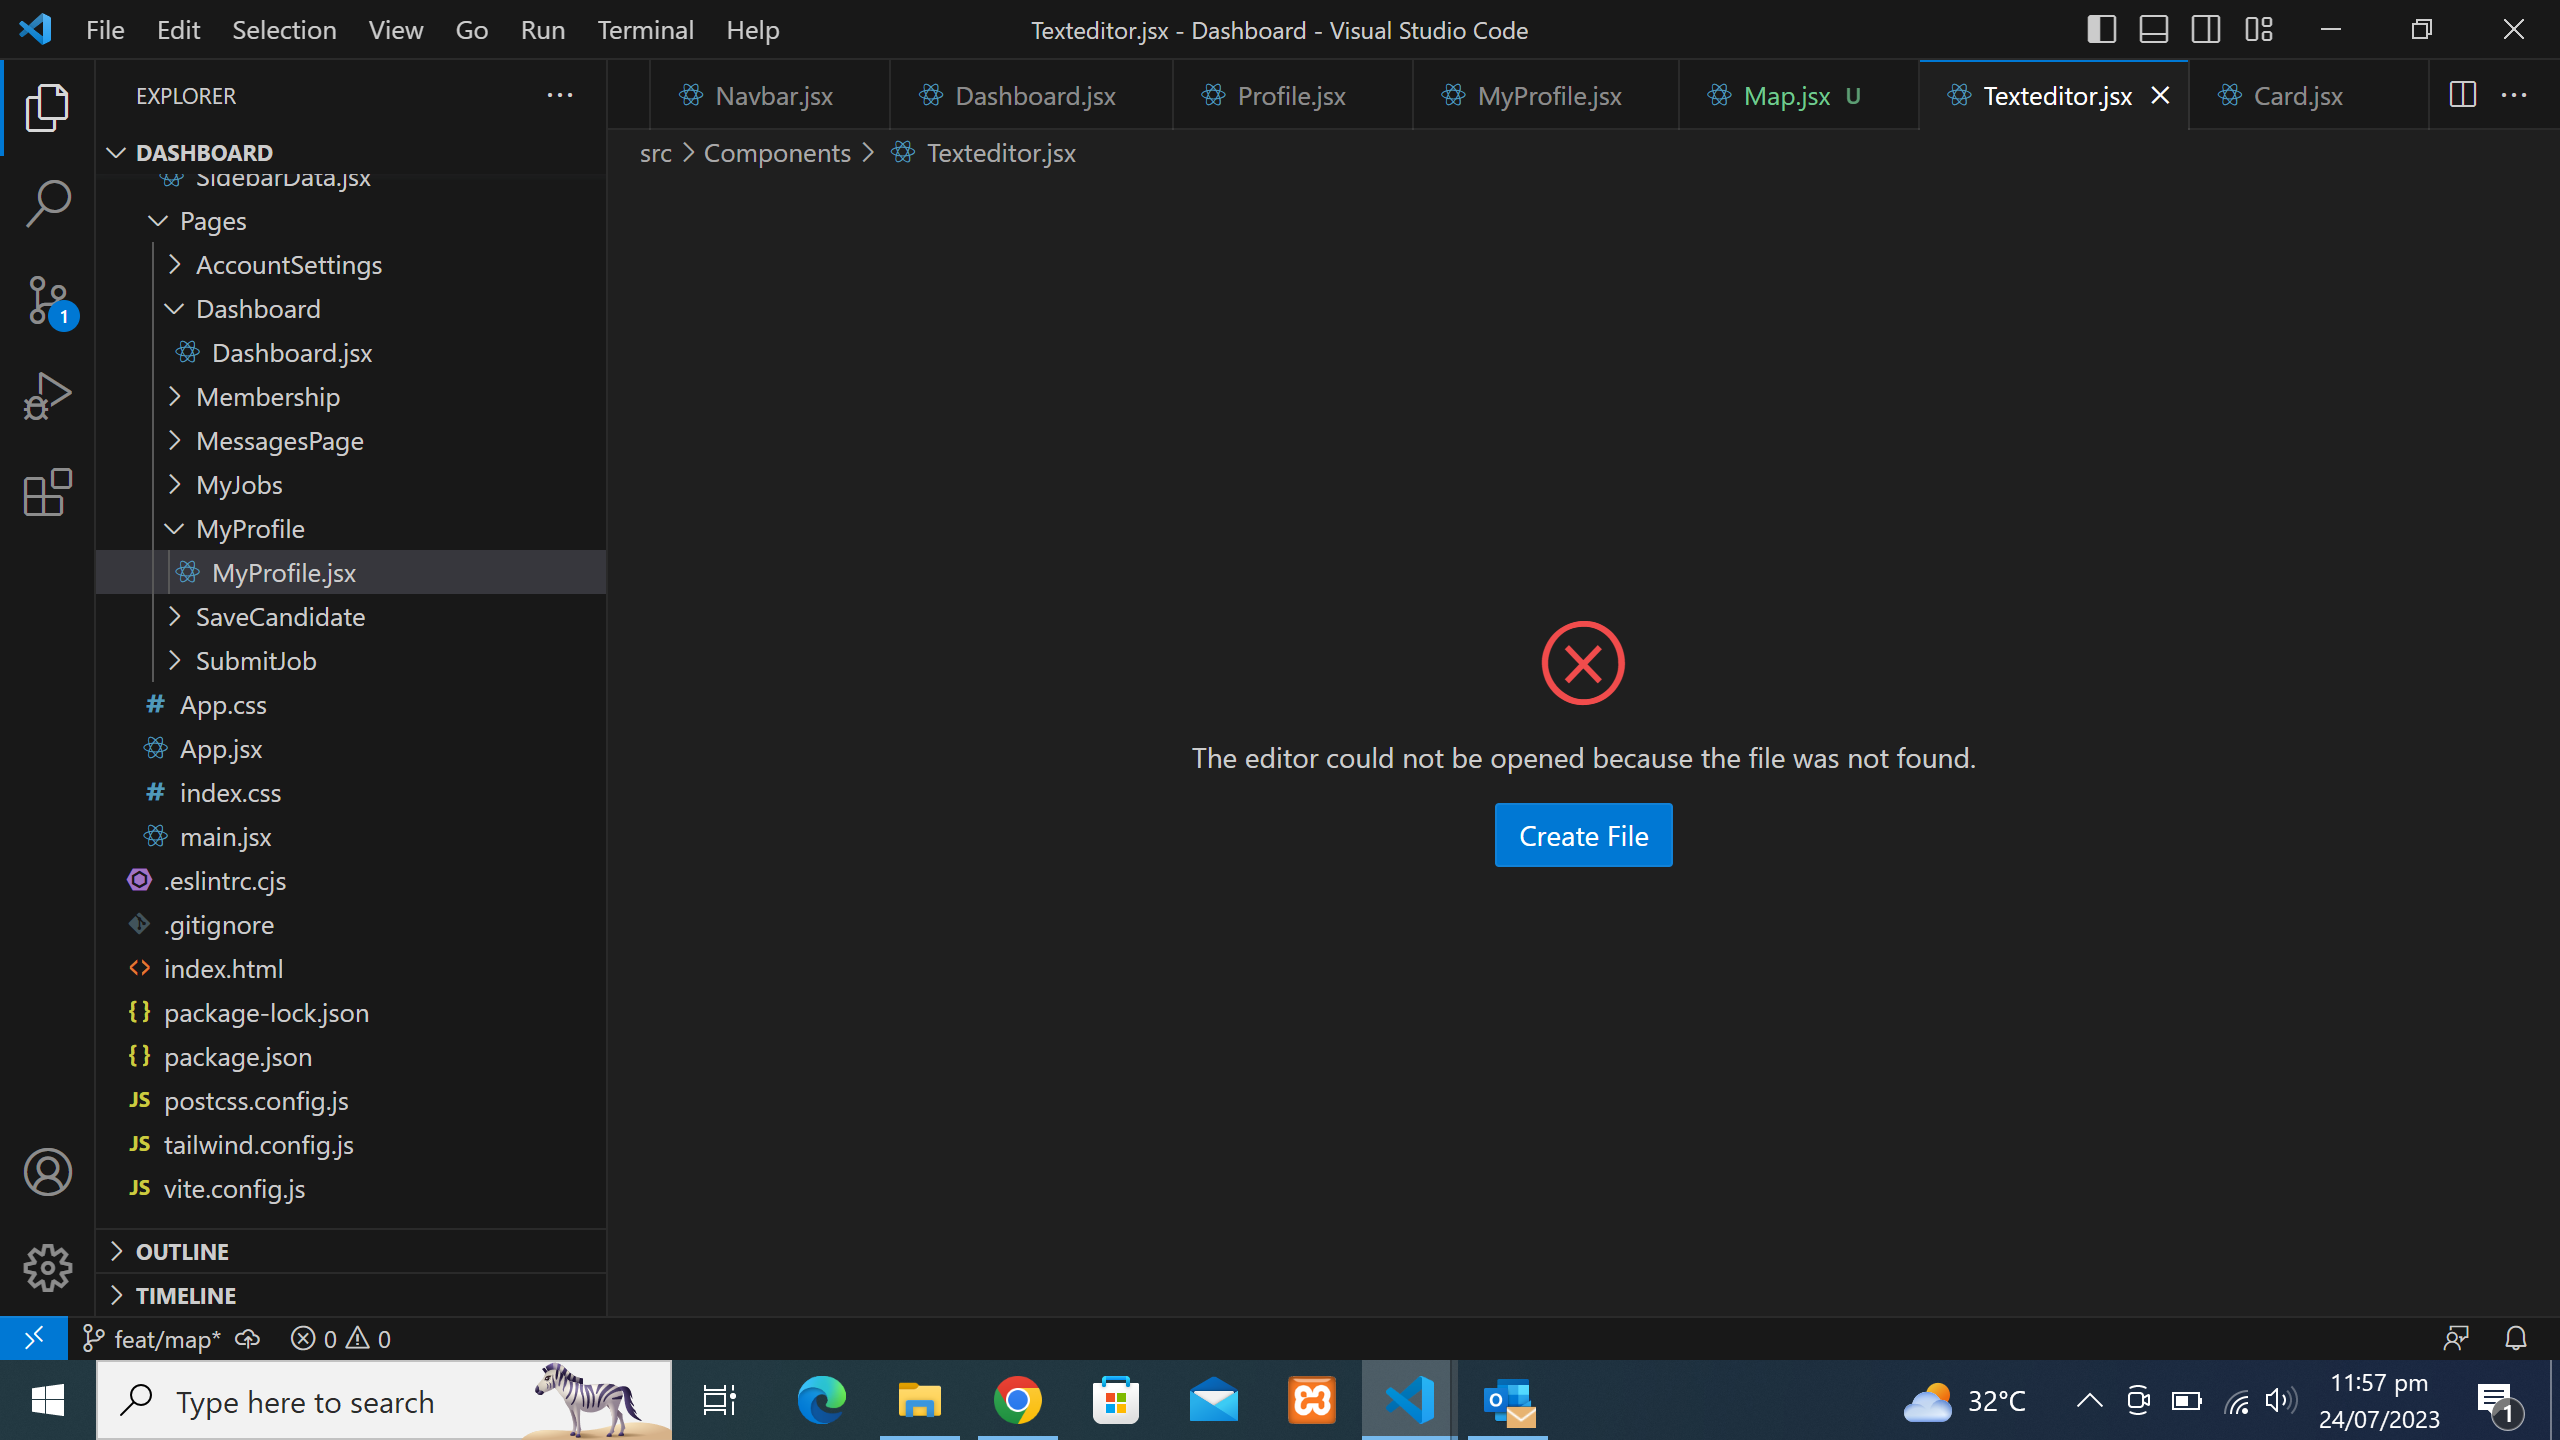 File Edit Selection View Go Run Terminal Help
Texteditor.jsx - Dashboard - Visual Studio Code
EXPLORER
Navbar.jsx
Dashboard.jsx
Profile.jsx
MyProfile.jsx
Map.jsx U
Texteditor.jsx
Card.jsx
DASHBOARD
src > Components > Texteditor.jsx
SidebarData.jsx
Pages
AccountSettings
Dashboard
Dashboard.jsx
Membership
MessagesPage
MyJobs
MyProfile
MyProfile.jsx
SaveCandidate
SubmitJob
# App.css
App.jsx
# index.css
main.jsx
.eslintrc.cjs
.gitignore
<> index.html
{} package-lock.json
{} package.json
JS postcss.config.js
JS tailwind.config.js
JS vite.config.js
OUTLINE
TIMELINE
1
The editor could not be opened because the file was not found.
Create File
feat/map*
0
0
Type here to search
32°C
11:57 pm
24/07/2023
1